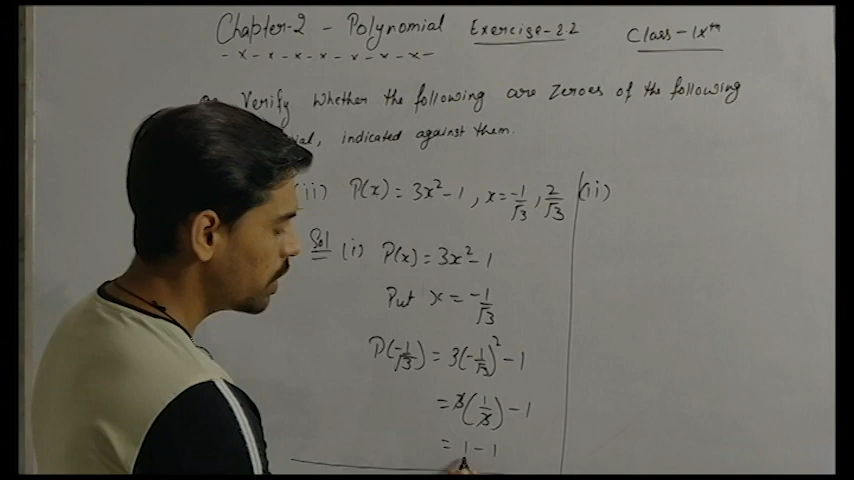 Chapter-2 - Polynomial Exercise-2.2 Class-IXth
- x - x - x - x - x - x - x -
Verify whether the following are zeroes of the following
indicated against them.
(ii) P(x) = 3x² - 1, x = -1/√3, 2/√3 (ii)
Sol (i) P(x) = 3x² - 1
Put x = -1/√3
P(-1/√3) = 3(-1/√3)² - 1
= 3(1/3) - 1
= 1 - 1